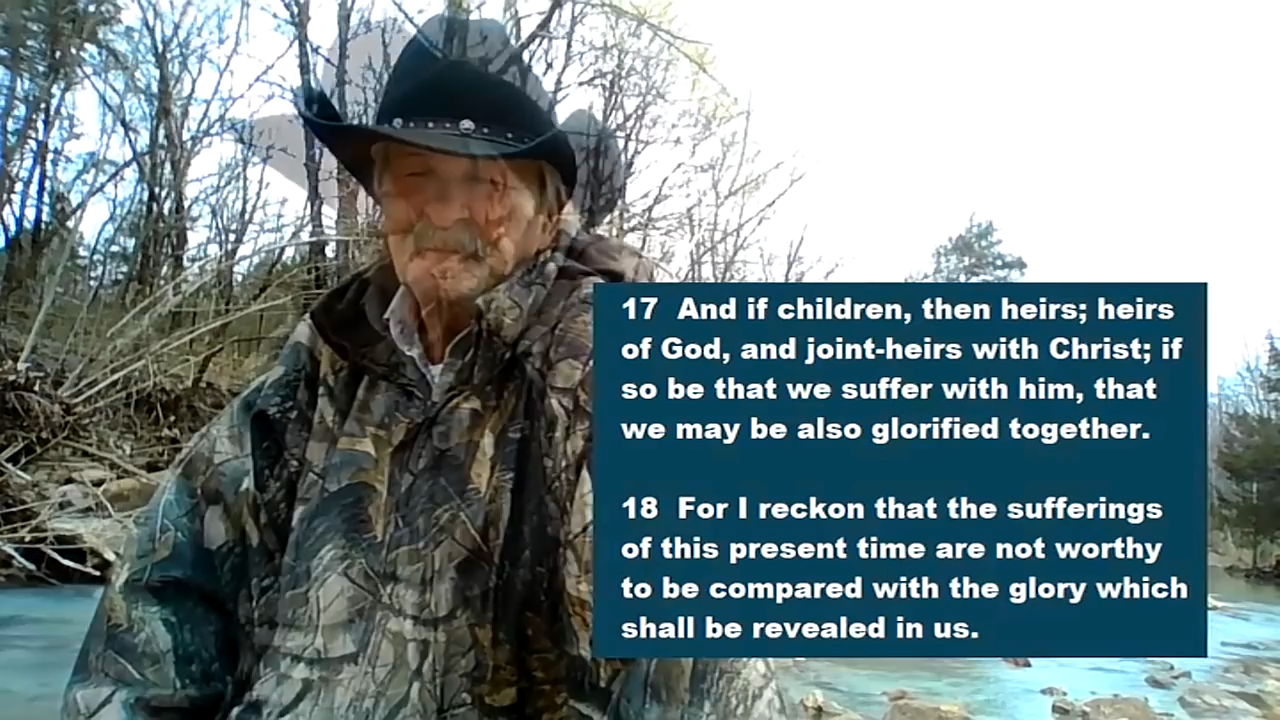 17 And if children, then heirs; heirs
of God, and joint-heirs with Christ; if
so be that we suffer with him, that
we may be also glorified together.
18 For I reckon that the sufferings
of this present time are not worthy
to be compared with the glory which
shall be revealed in us.